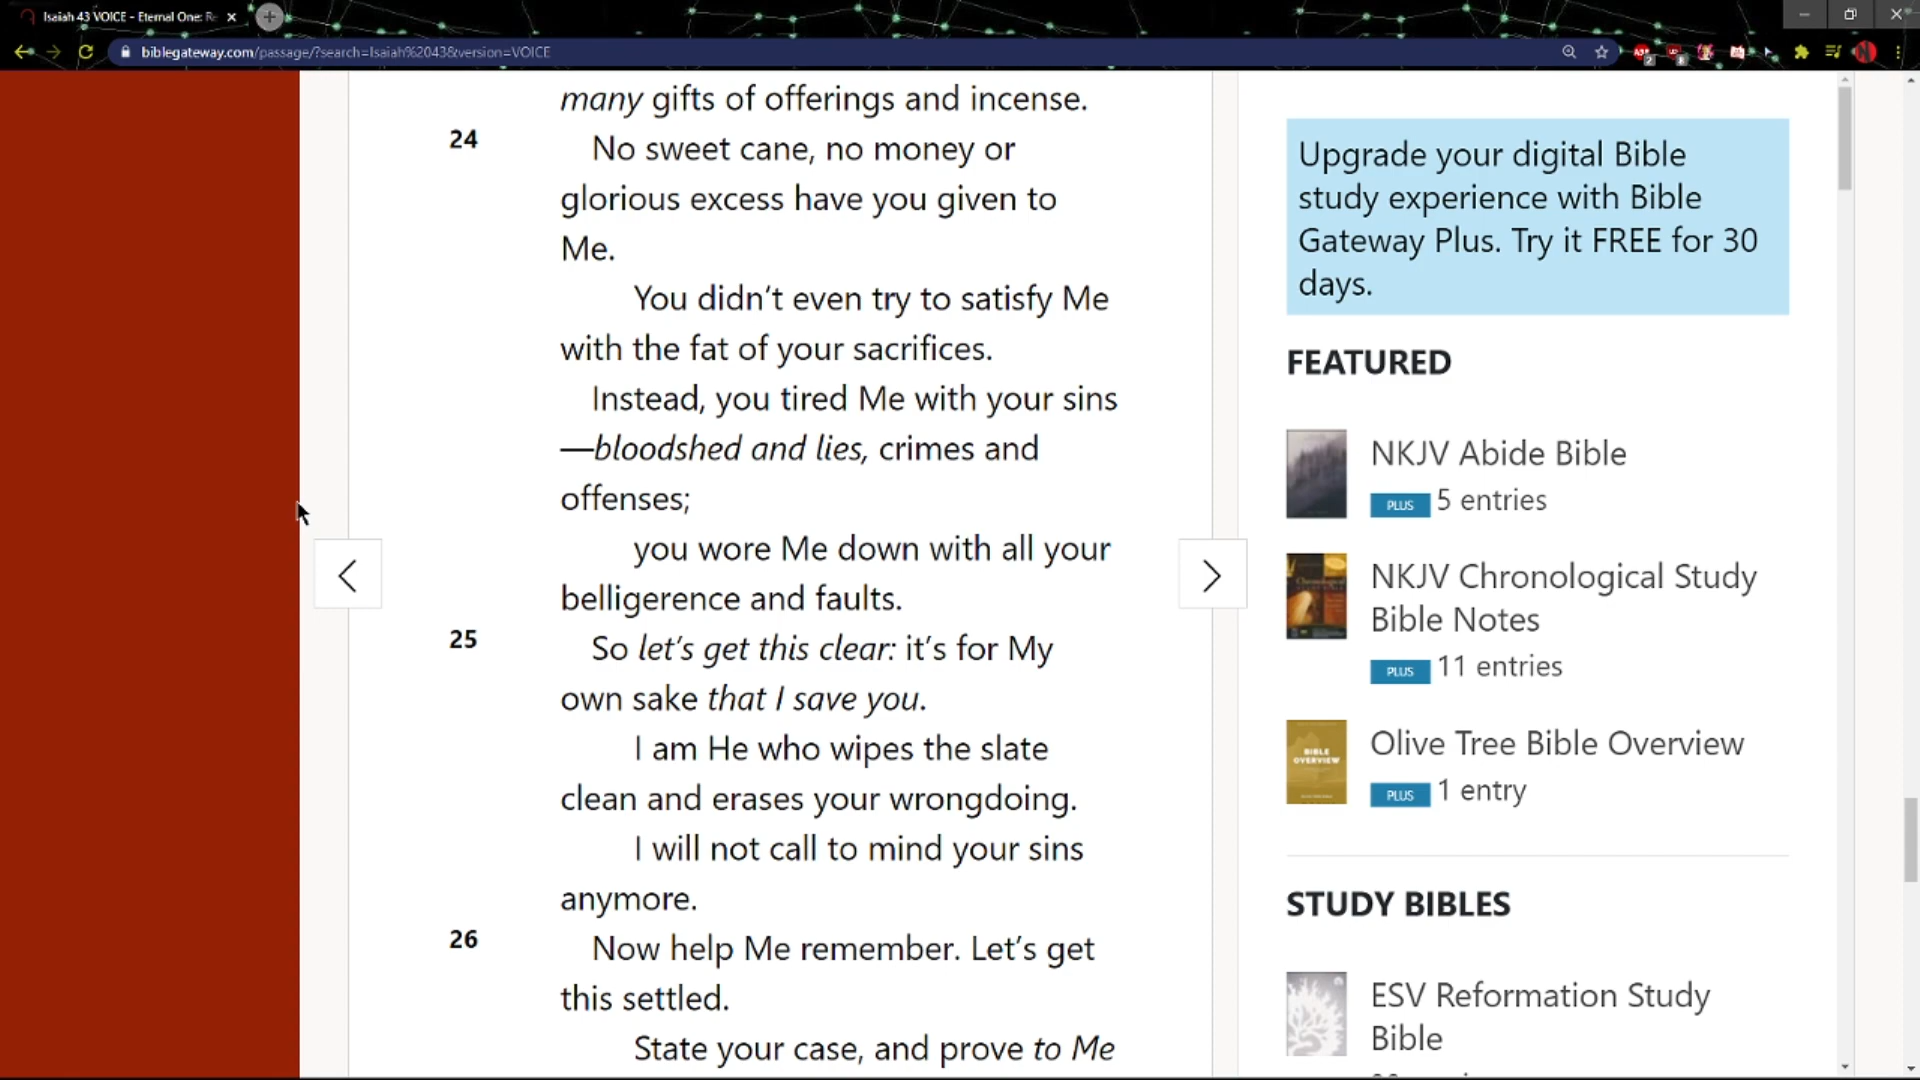 Isaiah 43 VOICE - Eternal One: Re
biblegateway.com/passage/?search=Isaiah%2043&version=VOICE
many gifts of offerings and incense.
24
No sweet cane, no money or
glorious excess have you given to
Me.
You didn't even try to satisfy Me
with the fat of your sacrifices.
Instead, you tired Me with your sins
—bloodshed and lies, crimes and
offenses;
you wore Me down with all your
belligerence and faults.
25
So let's get this clear: it's for My
own sake that I save you.
I am He who wipes the slate
clean and erases your wrongdoing.
I will not call to mind your sins
anymore.
26
Now help Me remember. Let's get
this settled.
State your case, and prove to Me
Upgrade your digital Bible
study experience with Bible
Gateway Plus. Try it FREE for 30
days.
FEATURED
NKJV Abide Bible
PLUS 5 entries
NKJV Chronological Study
Bible Notes
PLUS 11 entries
BIBLE
OVERVIEW
Olive Tree Bible Overview
PLUS 1 entry
STUDY BIBLES
ESV Reformation Study
Bible